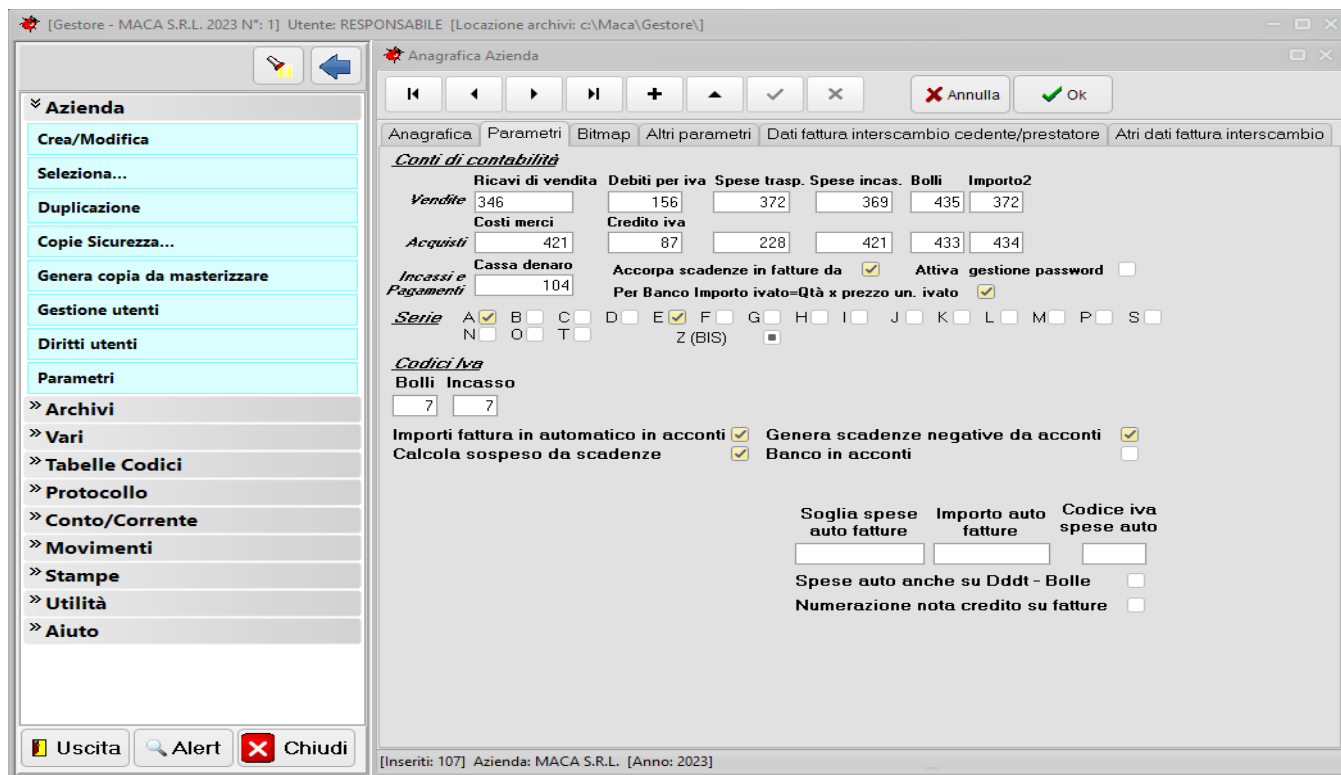 [Gestore - MACA S.R.L. 2023 N°: 1] Utente: RESPONSABILE [Locazione archivi: c:\Maca\Gestore\]
Azienda
Crea/Modifica
Seleziona...
Duplicazione
Copie Sicurezza...
Genera copia da masterizzare
Gestione utenti
Diritti utenti
Parametri
Archivi
Vari
Tabelle Codici
Protocollo
Conto/Corrente
Movimenti
Stampe
Utilità
Aiuto
Uscita Alert Chiudi
Anagrafica Azienda
Annulla Ok
Anagrafica Parametri Bitmap Altri parametri Dati fattura interscambio cedente/prestatore Atri dati fattura interscambio
Conti di contabilità
Ricavi di vendita Debiti per iva Spese trasp. Spese incas. Bolli Importo2
Vendite 346 156 372 369 435 372
Costi merci Credito iva
Acquisti 421 87 228 421 433 434
Cassa denaro Accorpa scadenze in fatture da Attiva gestione password
Incassi e
Pagamenti 104 Per Banco Importo ivato=Qtà x prezzo un. ivato
Serie A B C D E F G H I J K L M P S
N O T Z (BIS)
Codici Iva
Bolli Incasso
7 7
Importi fattura in automatico in acconti Genera scadenze negative da acconti
Calcola sospeso da scadenze Banco in acconti
Soglia spese auto fatture Importo auto fatture Codice iva spese auto
Spese auto anche su Dddt - Bolle
Numerazione nota credito su fatture
[Inseriti: 107] Azienda: MACA S.R.L. [Anno: 2023]